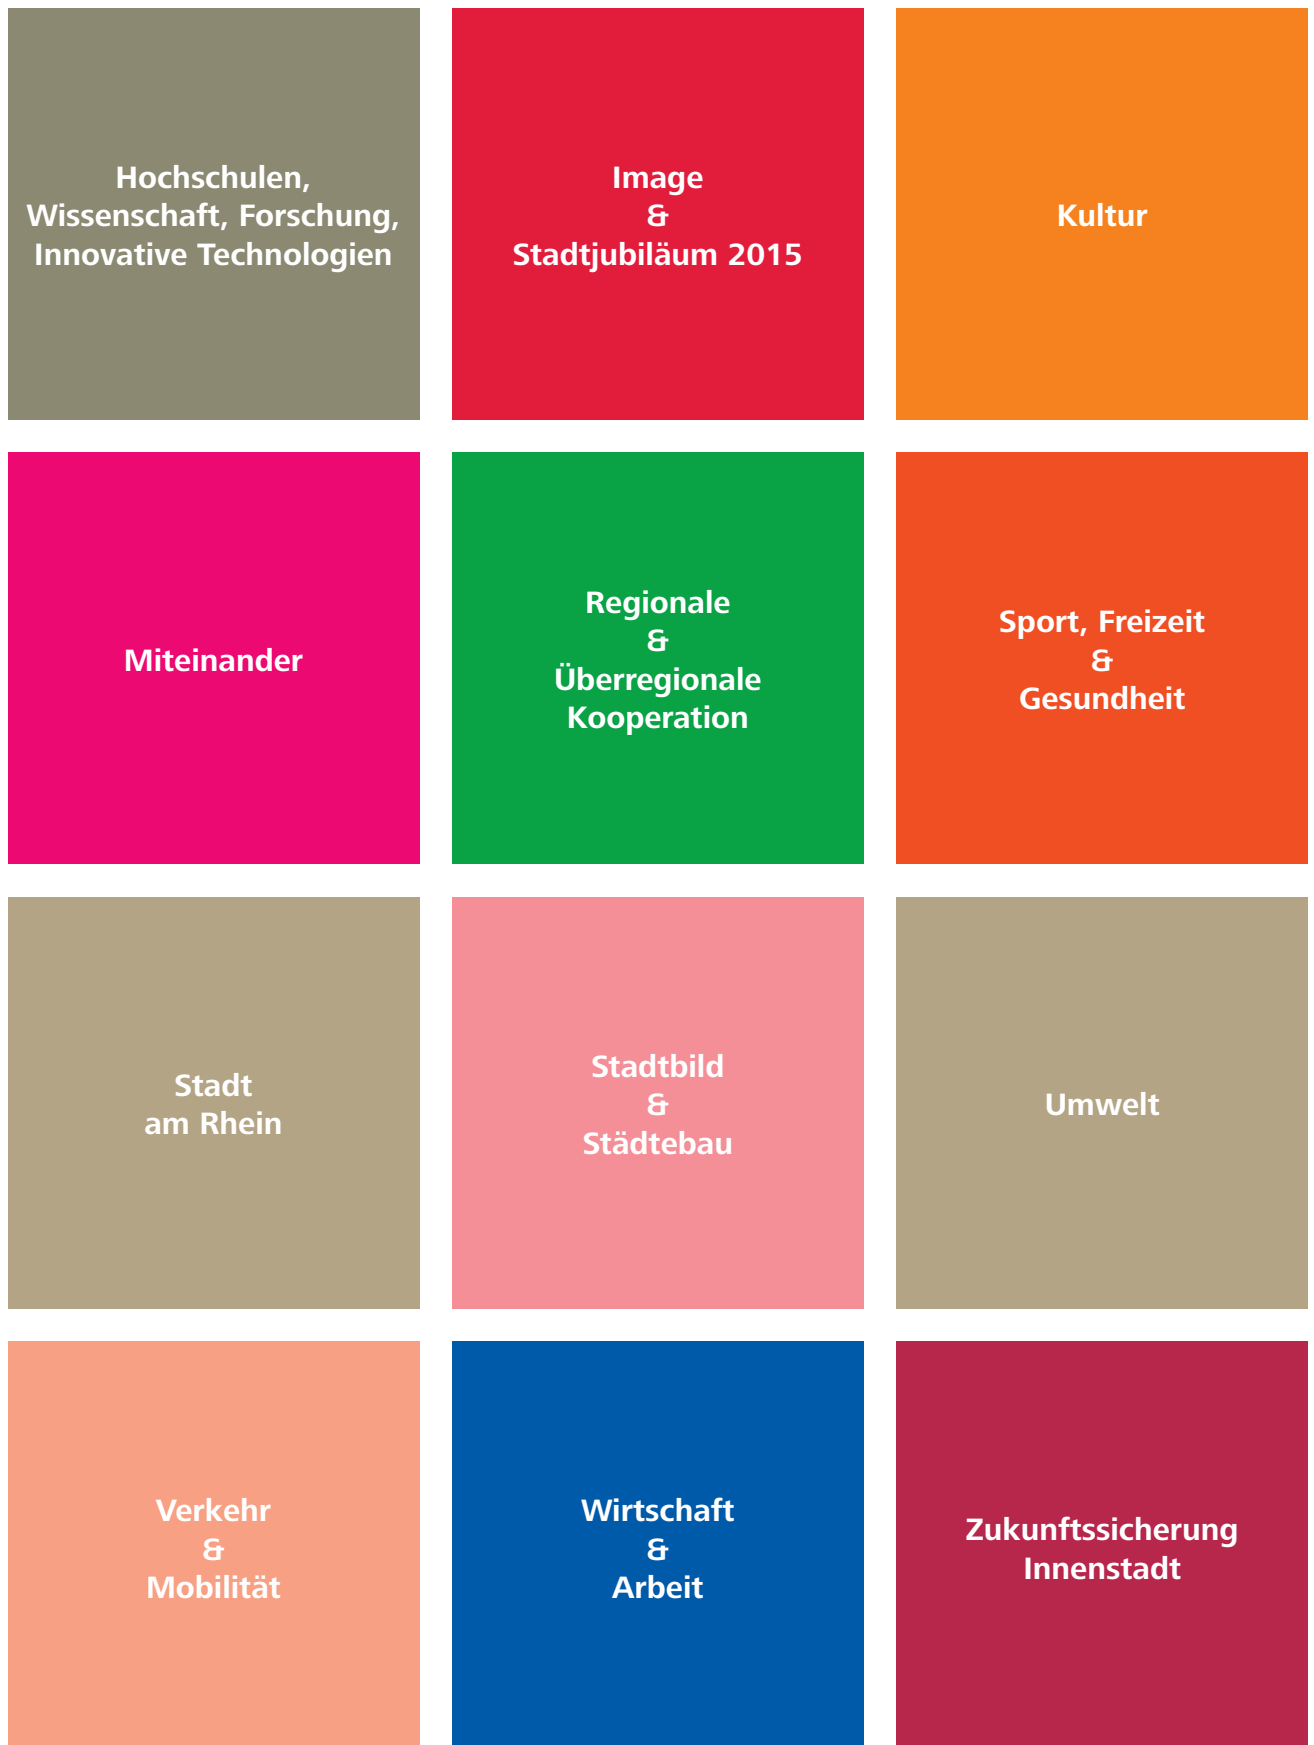 Hochschulen,
Wissenschaft, Forschung,
Innovative Technologien
Image
&
Stadtjubiläum 2015
Kultur
Miteinander
Regionale
&
Überregionale
Kooperation
Sport, Freizeit
&
Gesundheit
Stadt
am Rhein
Stadtbild
&
Städtebau
Umwelt
Verkehr
&
Mobilität
Wirtschaft
&
Arbeit
Zukunftssicherung
Innenstadt